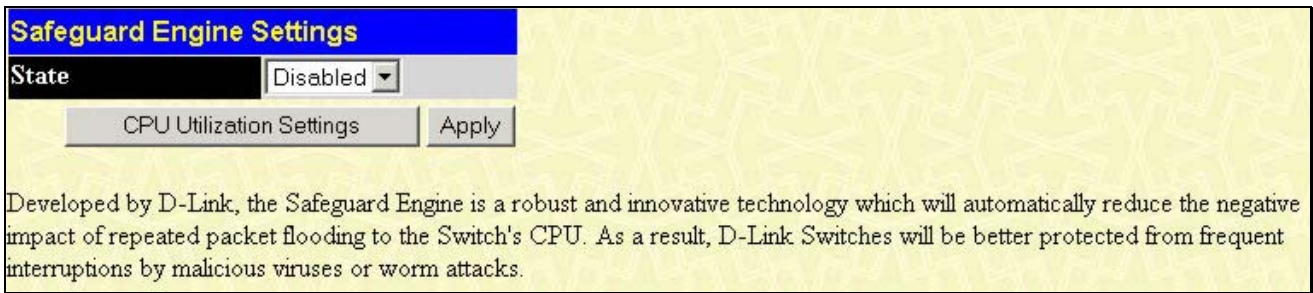 Safeguard Engine Settings
State Disabled
CPU Utilization Settings Apply
Developed by D-Link, the Safeguard Engine is a robust and innovative technology which will automatically reduce the negative
impact of repeated packet flooding to the Switch's CPU. As a result, D-Link Switches will be better protected from frequent
interruptions by malicious viruses or worm attacks.